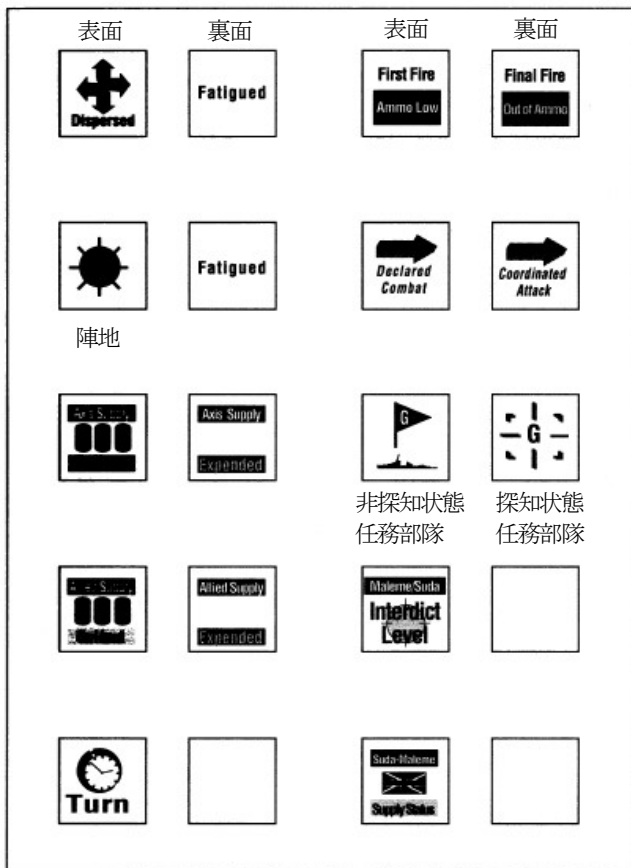 表面
裏面
表面
裏面
Dispersed
Fatigued
First Fire
Ammo Low
Final Fire
Out of Ammo
Fatigued
Declared
Combat
Coordinated
Attack
陣地
Axis Supply
Axis Supply
Expended
G
G
非探知状態
任務部隊
探知状態
任務部隊
Allied Supply
Allied Supply
Expended
Maleme/Suda
Interdict
Level
Turn
Suda-Maleme
Supply Status